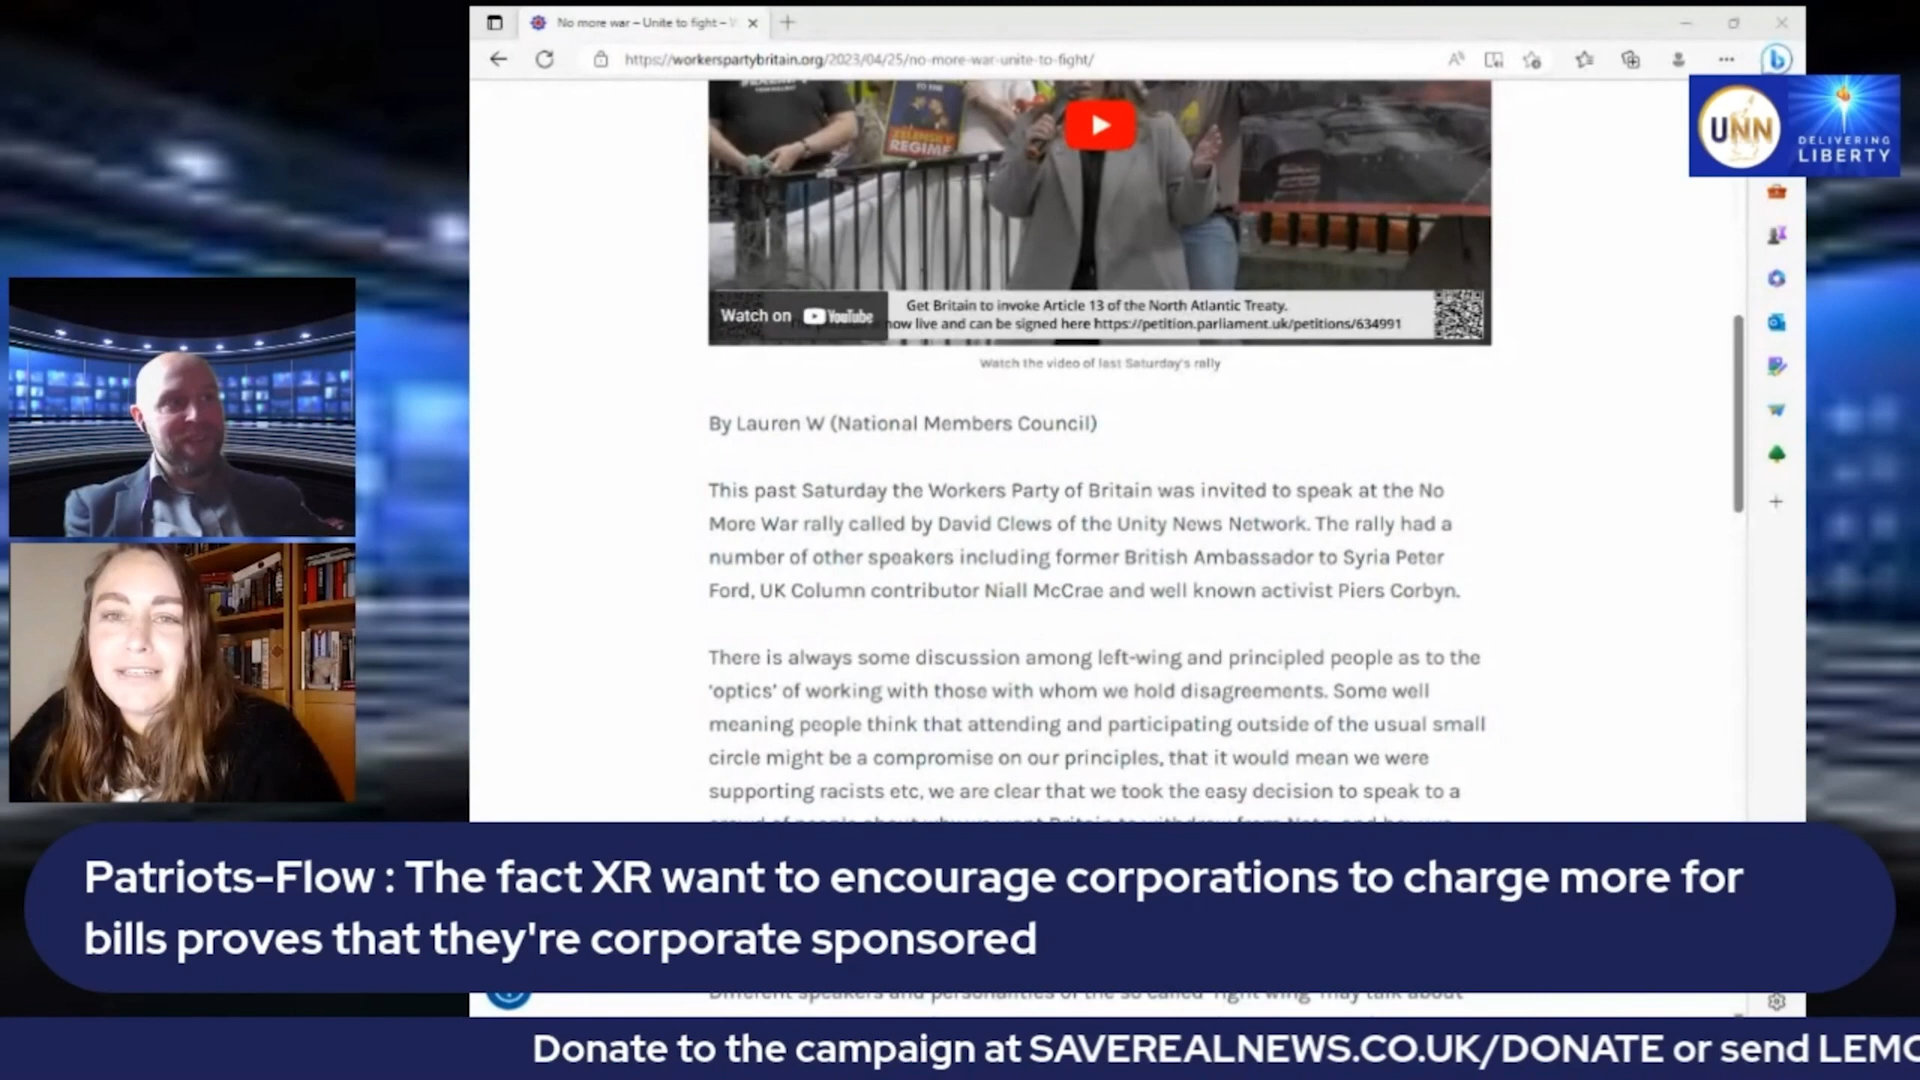 No more war – Unite to fight –
https://workerspartybritain.org/2023/04/25/no-more-war-unite-to-fight/
UNN
DELIVERING
LIBERTY
TO THE
ZELENSKY
REGIME
Get Britain to invoke Article 13 of the North Atlantic Treaty.
Watch on YouTube
now live and can be signed here https://petition.parliament.uk/petitions/634991
Watch the video of last Saturday's rally
By Lauren W (National Members Council)
This past Saturday the Workers Party of Britain was invited to speak at the No
More War rally called by David Clews of the Unity News Network. The rally had a
number of other speakers including former British Ambassador to Syria Peter
Ford, UK Column contributor Niall McCrae and well known activist Piers Corbyn.
There is always some discussion among left-wing and principled people as to the
'optics' of working with those with whom we hold disagreements. Some well
meaning people think that attending and participating outside of the usual small
circle might be a compromise on our principles, that it would mean we were
supporting racists etc, we are clear that we took the easy decision to speak to a
Patriots-Flow : The fact XR want to encourage corporations to charge more for
bills proves that they're corporate sponsored
Donate to the campaign at SAVEREALNEWS.CO.UK/DONATE or send